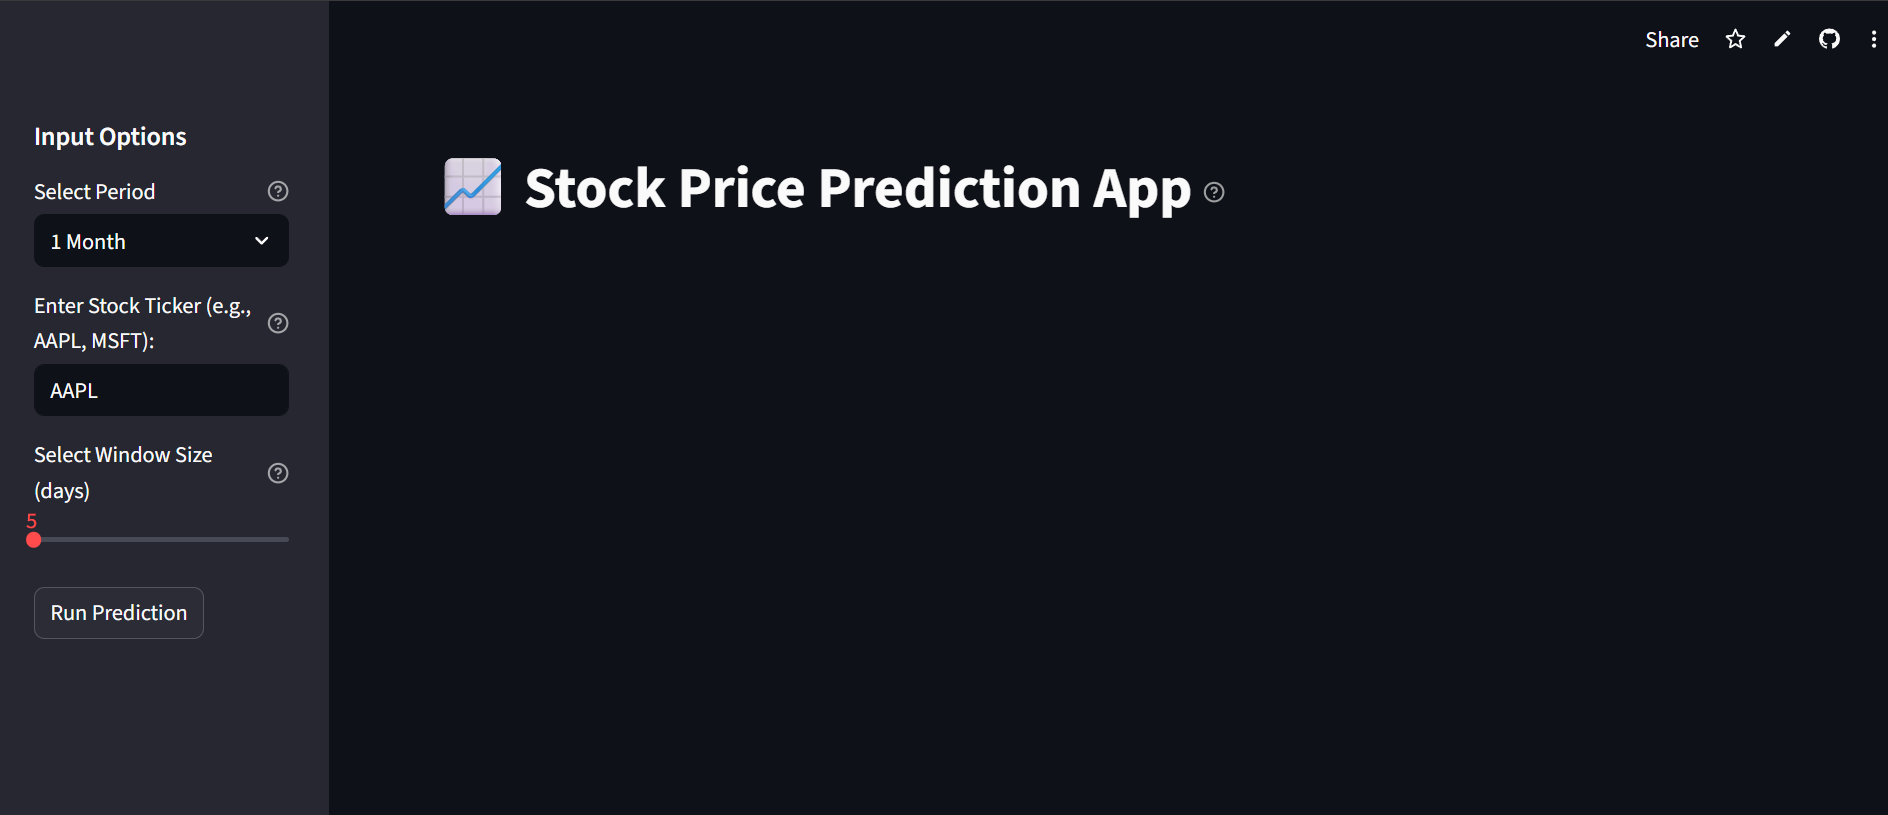 Share
Input Options
Select Period
1 Month
Enter Stock Ticker (e.g.,
AAPL, MSFT):
AAPL
Select Window Size
(days)
5
Run Prediction
Stock Price Prediction App